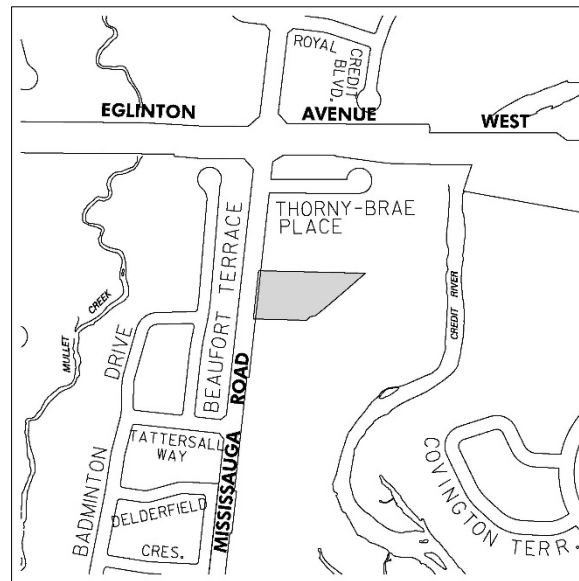 ROYAL
CREDIT
BLVD.
EGLINTON AVENUE WEST
THORNY-BRAE
PLACE
BEAUFORT TERRACE
CREDIT RIVER
MULLET CREEK
BADMINTON DRIVE
MISSISSAUGA ROAD
TATTERSALL
WAY
DELDERFIELD
CRES.
COVINGTON TERR.